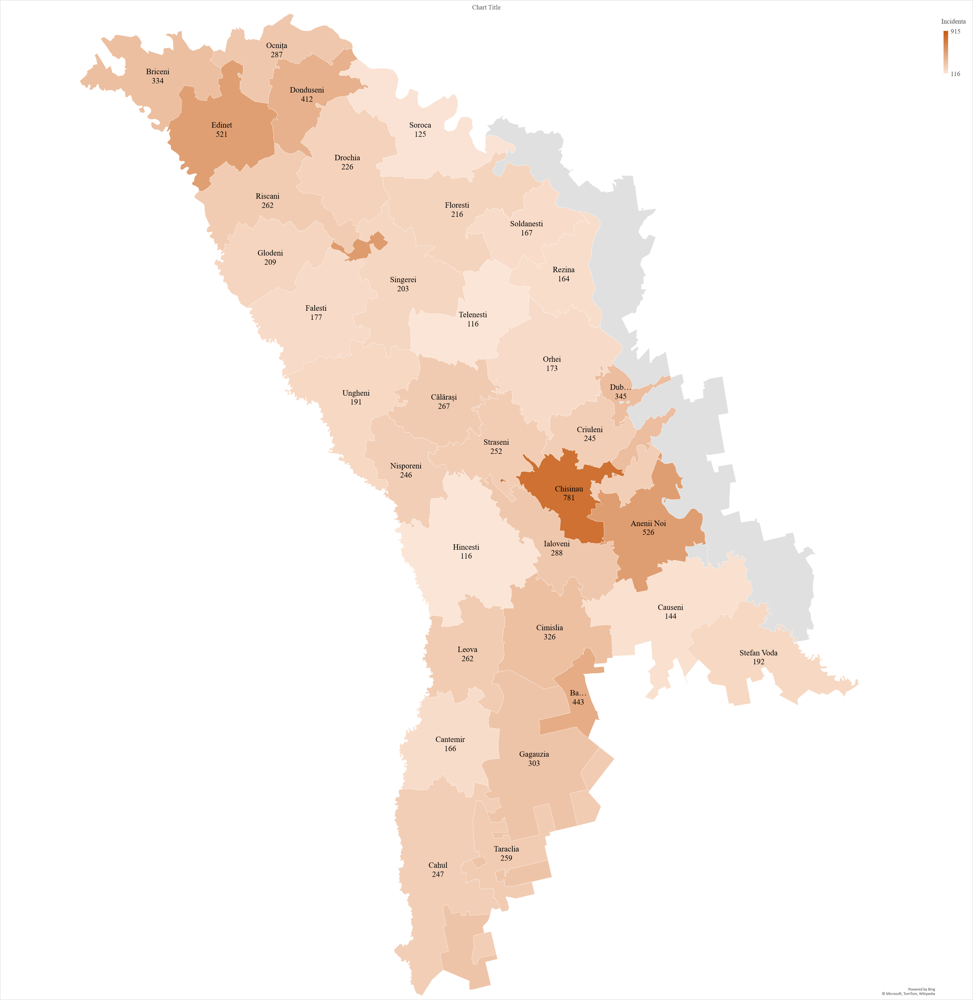 Chart Title
Incidenta
915
116
Ocnița
287
Briceni
334
Donduseni
412
Edinet
521
Soroca
125
Drochia
226
Riscani
262
Floresti
216
Soldanesti
167
Glodeni
209
Rezina
164
Singerei
203
Falesti
177
Telenesti
116
Orhei
173
Dub...
345
Ungheni
191
Călărași
267
Criuleni
245
Straseni
252
Nisporeni
246
Chisinau
781
Anenii Noi
526
Hincesti
116
Ialoveni
288
Causeni
144
Cimislia
326
Leova
262
Stefan Voda
192
Ba...
443
Cantemir
166
Gagauzia
303
Taraclia
259
Cahul
247
Powered by Bing
© Microsoft, TomTom, Wikipedia